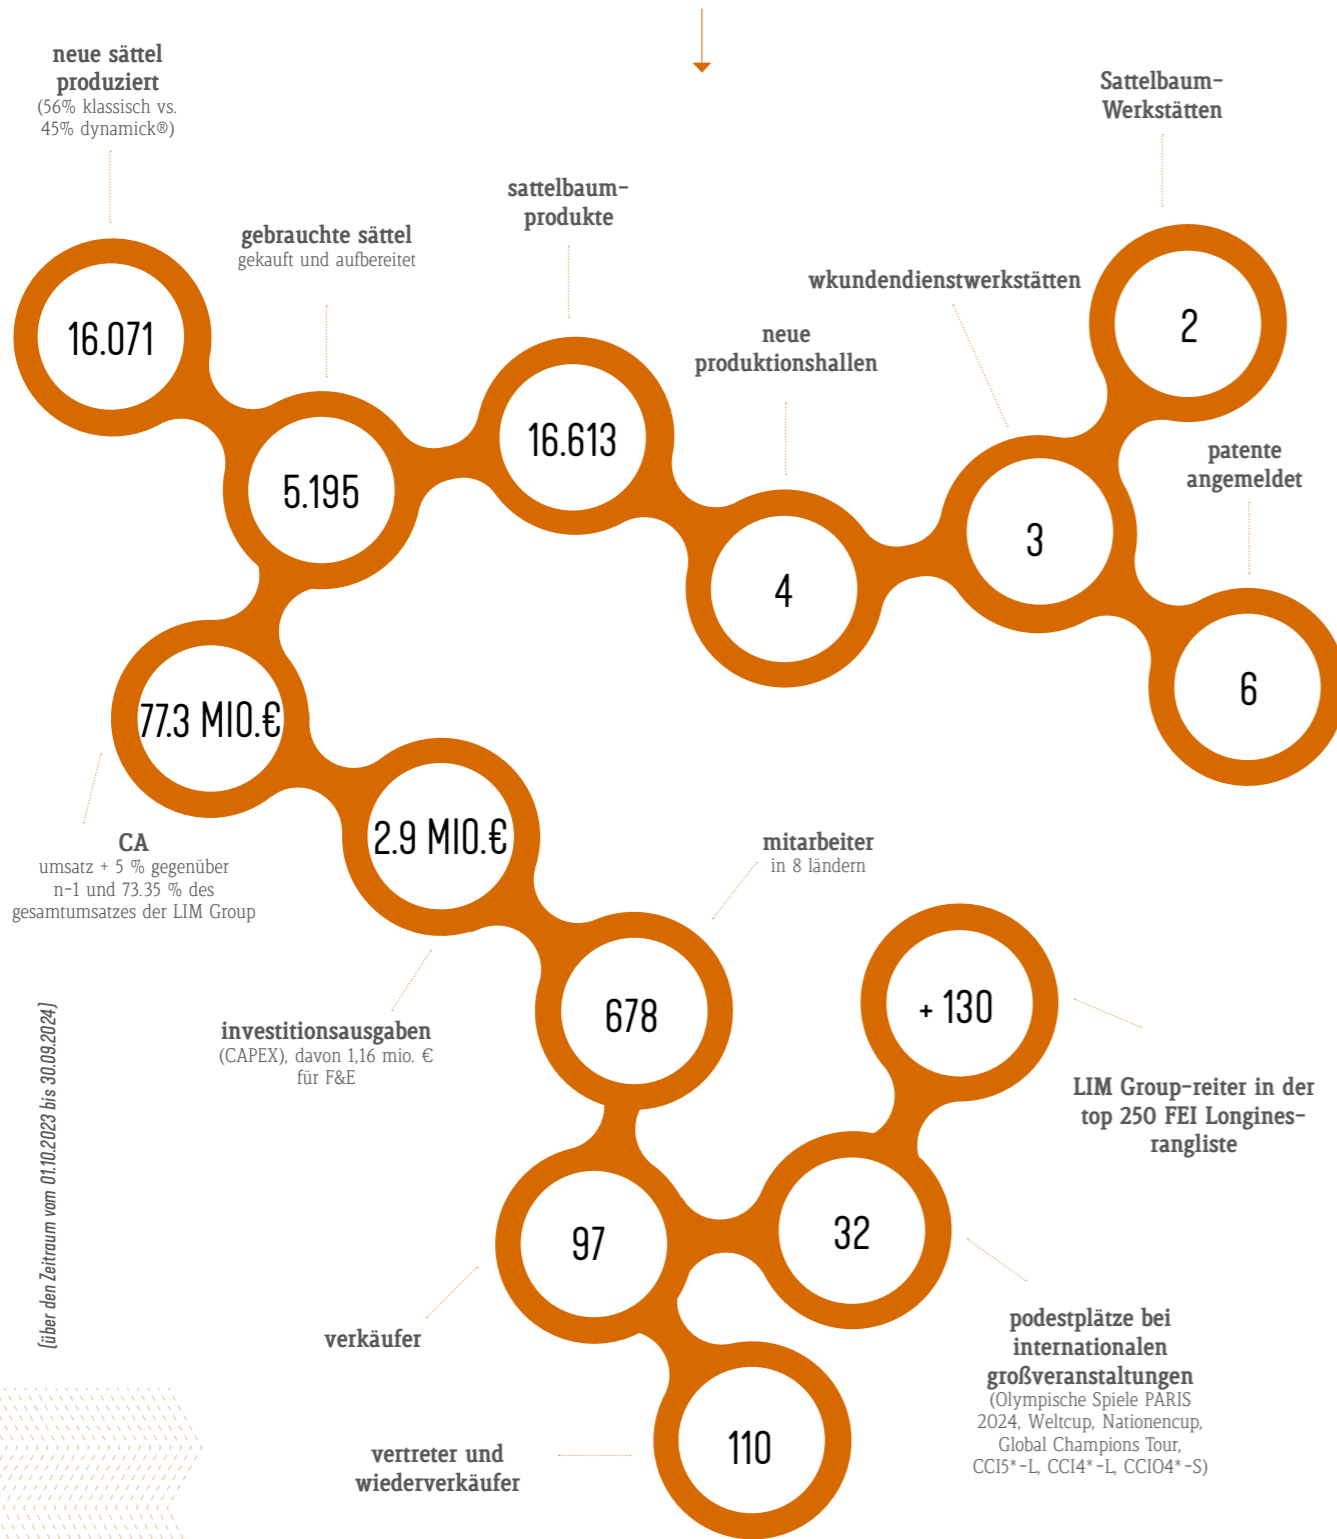 neue sättel
produziert
(56% klassisch vs.
45% dynamick®)
16.071
gebrauchte sättel
gekauft und aufbereitet
5.195
sattelbaum-
produkte
16.613
neue
produktionshallen
4
wkundendienstwerkstätten
3
Sattelbaum-
Werkstätten
2
patente
angemeldet
6
77.3 MIO.€
CA
umsatz + 5 % gegenüber
n-1 und 73.35 % des
gesamtumsatzes der LIM Group
2.9 MIO.€
investitionsausgaben
(CAPEX), davon 1,16 mio. €
für F&E
mitarbeiter
in 8 ländern
678
+ 130
LIM Group-reiter in der
top 250 FEI Longines-
rangliste
97
verkäufer
32
podestplätze bei
internationalen
großveranstaltungen
(Olympische Spiele PARIS
2024, Weltcup, Nationencup,
Global Champions Tour,
CCI5*-L, CCI4*-L, CCIO4*-S)
110
vertreter und
wiederverkäufer
[über den Zeitraum vom 01.10.2023 bis 30.09.2024]